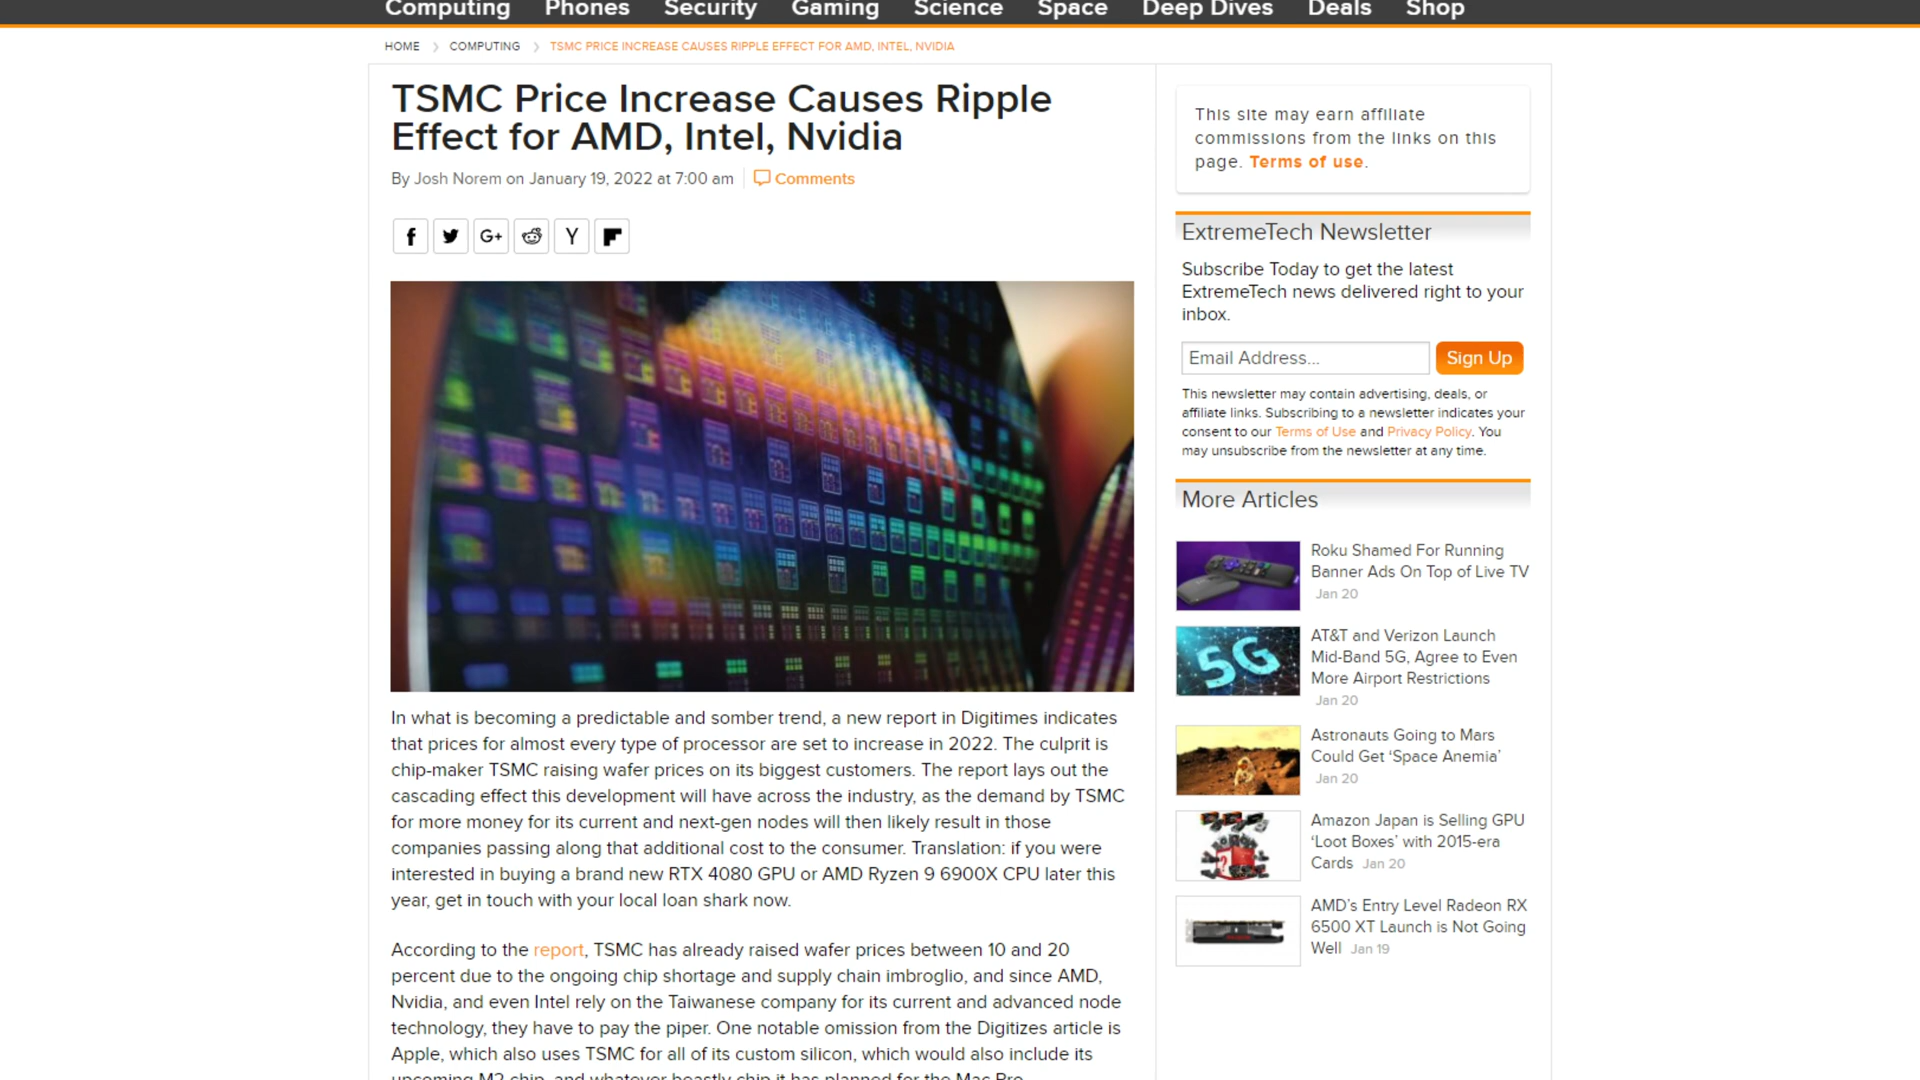 Computing Phones Security Gaming Science Space Deep Dives Deals Shop
HOME > COMPUTING > TSMC PRICE INCREASE CAUSES RIPPLE EFFECT FOR AMD, INTEL, NVIDIA
TSMC Price Increase Causes Ripple
Effect for AMD, Intel, Nvidia
By Josh Norem on January 19, 2022 at 7:00 am Comments
f G+ Y
In what is becoming a predictable and somber trend, a new report in Digitimes indicates
that prices for almost every type of processor are set to increase in 2022. The culprit is
chip-maker TSMC raising wafer prices on its biggest customers. The report lays out the
cascading effect this development will have across the industry, as the demand by TSMC
for more money for its current and next-gen nodes will then likely result in those
companies passing along that additional cost to the consumer. Translation: if you were
interested in buying a brand new RTX 4080 GPU or AMD Ryzen 9 6900X CPU later this
year, get in touch with your local loan shark now.
According to the report, TSMC has already raised wafer prices between 10 and 20
percent due to the ongoing chip shortage and supply chain imbroglio, and since AMD,
Nvidia, and even Intel rely on the Taiwanese company for its current and advanced node
technology, they have to pay the piper. One notable omission from the Digitizes article is
Apple, which also uses TSMC for all of its custom silicon, which would also include its
upcoming M2 chip, and whatever beastly chip it has planned for the Mac Pro.
This site may earn affiliate
commissions from the links on this
page. Terms of use.
ExtremeTech Newsletter
Subscribe Today to get the latest
ExtremeTech news delivered right to your
inbox.
Email Address... Sign Up
This newsletter may contain advertising, deals, or
affiliate links. Subscribing to a newsletter indicates your
consent to our Terms of Use and Privacy Policy. You
may unsubscribe from the newsletter at any time.
More Articles
Roku Shamed For Running
Banner Ads On Top of Live TV
Jan 20
5G
AT&T and Verizon Launch
Mid-Band 5G, Agree to Even
More Airport Restrictions
Jan 20
Astronauts Going to Mars
Could Get ‘Space Anemia’
Jan 20
?
Amazon Japan is Selling GPU
‘Loot Boxes’ with 2015-era
Cards Jan 20
AMD’s Entry Level Radeon RX
6500 XT Launch is Not Going
Well Jan 19